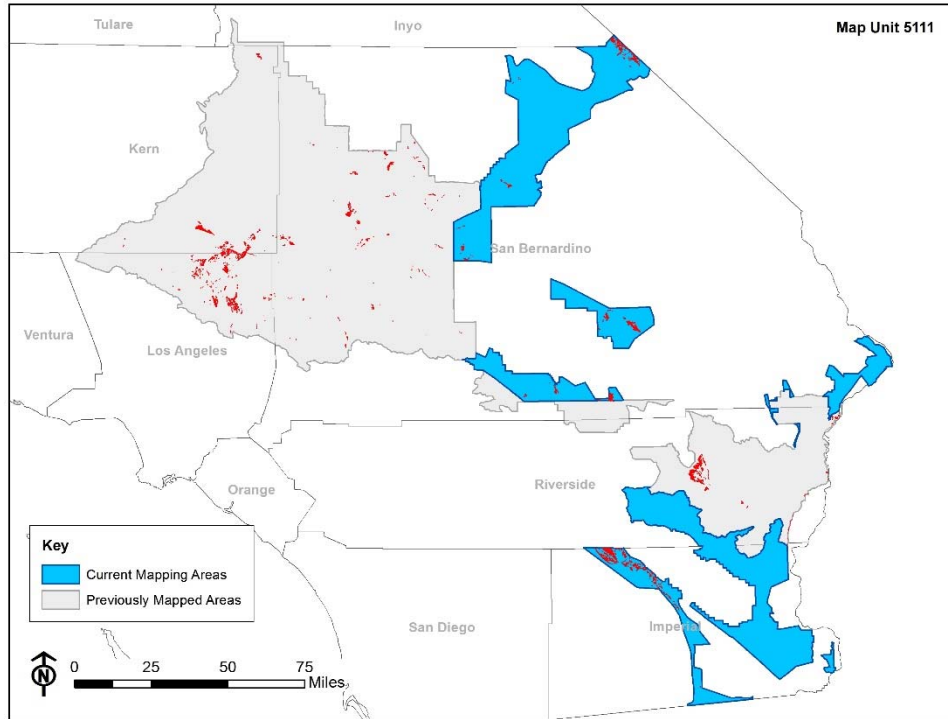 Tulare
Inyo
Map Unit 5111
Kern
San Bernardino
Ventura
Los Angeles
Orange
Riverside
Key
Current Mapping Areas
Previously Mapped Areas
San Diego
Imperial
N
0 25 50 75
Miles